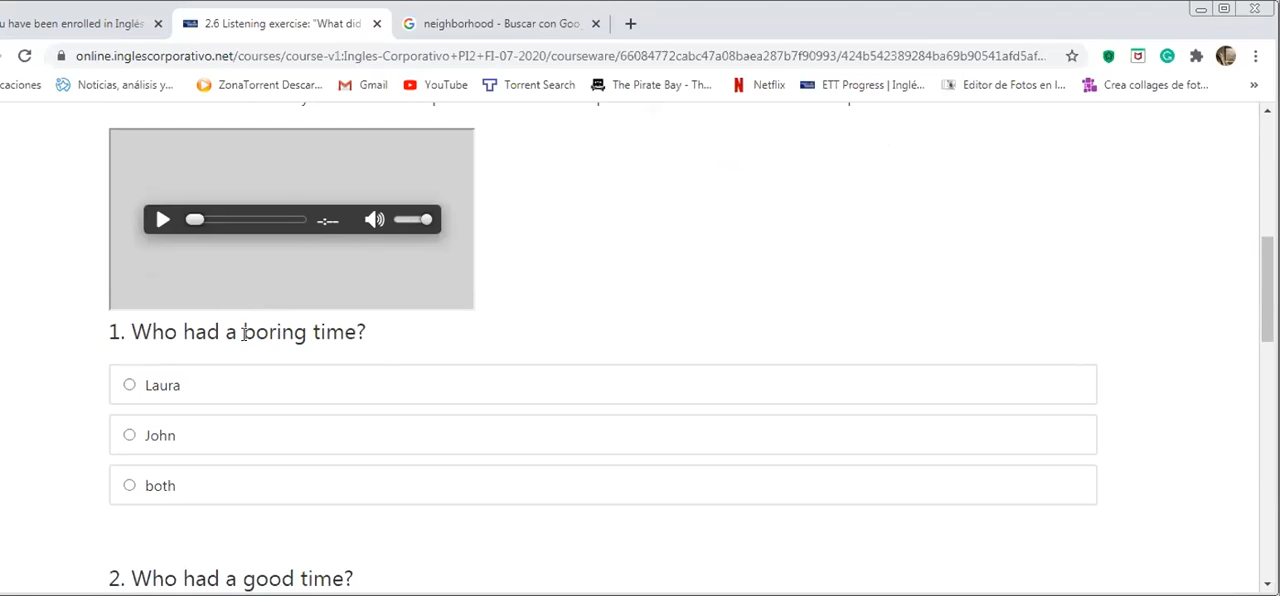 u have been enrolled in Inglés
2.6 Listening exercise: "What did
neighborhood - Buscar con Goo
online.inglescorporativo.net/courses/course-v1:Ingles-Corporativo+PI2+FI-07-2020/courseware/66084772cabc47a08baea287b7f90993/424b542389284ba69b90541afd5af...
caciones
Noticias, análisis y...
ZonaTorrent Descar...
Gmail
YouTube
Torrent Search
The Pirate Bay - Th...
Netflix
ETT Progress | Inglé...
Editor de Fotos en l...
Crea collages de fot...
»
-:--
1. Who had a boring time?
Laura
John
both
2. Who had a good time?